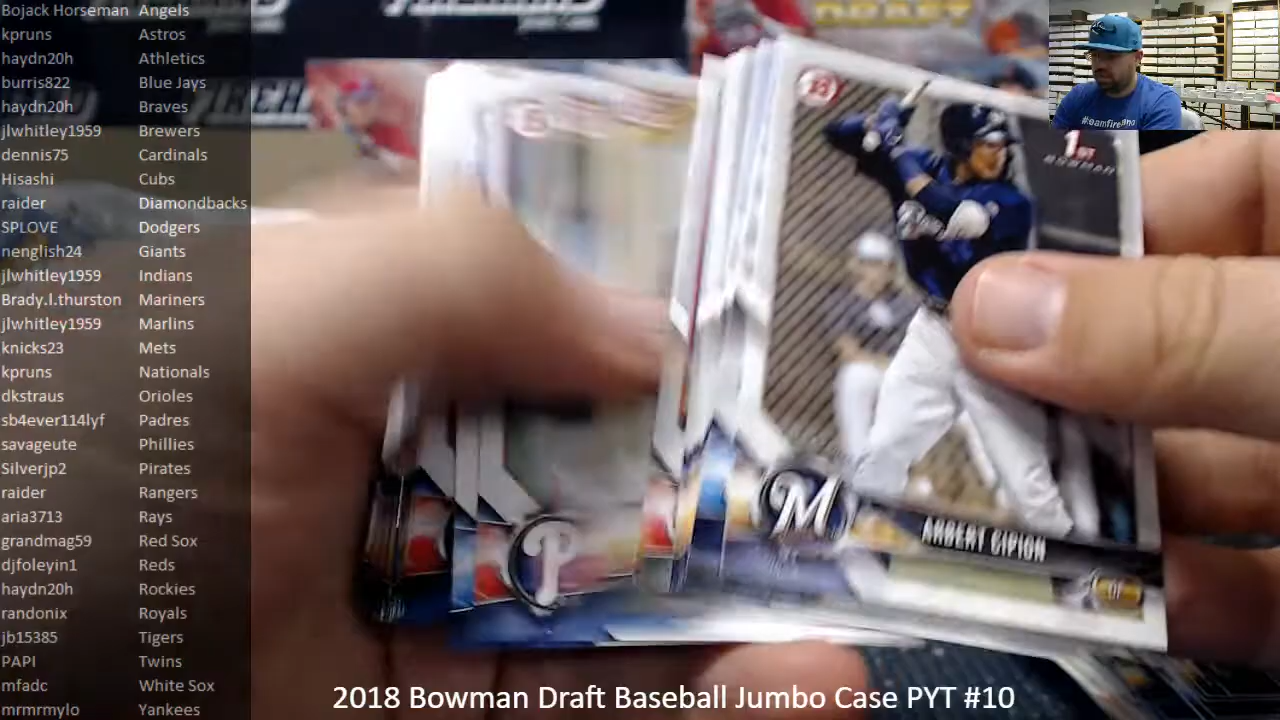 Bojack Horseman Angels
kpruns Astros
haydn20h Athletics
burris822 Blue Jays
haydn20h Braves
jlwhitley1959 Brewers
dennis75 Cardinals
Hisashi Cubs
raider Diamondbacks
SPLOVE Dodgers
nenglish24 Giants
jlwhitley1959 Indians
Brady.l.thurston Mariners
jlwhitley1959 Marlins
knicks23 Mets
kpruns Nationals
dkstraus Orioles
sb4ever114lyf Padres
savageute Phillies
Silverjp2 Pirates
raider Rangers
aria3713 Rays
grandmag59 Red Sox
djfoleyin1 Reds
haydn20h Rockies
randonix Royals
jb15385 Tigers
PAPI Twins
mfadc White Sox
mrmrmylo Yankees
DRAFT
1ST
BOWMAN
M
P
ARBERT CIPION
OF
2018 Bowman Draft Baseball Jumbo Case PYT #10